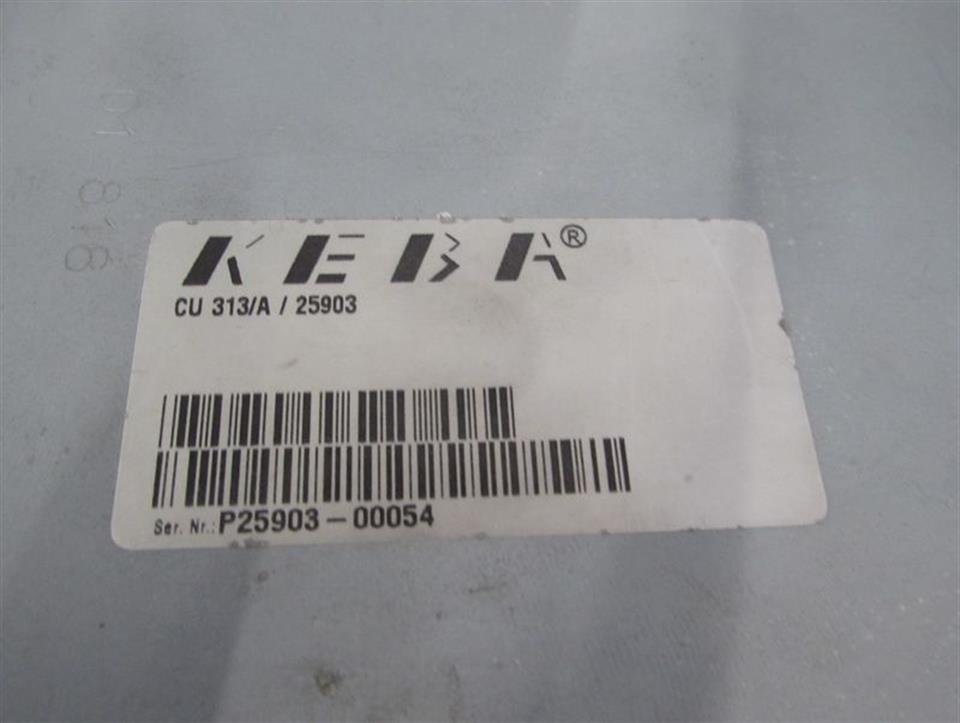 KEBA®
CU 313/A / 25903
Ser. Nr.: P25903-00054